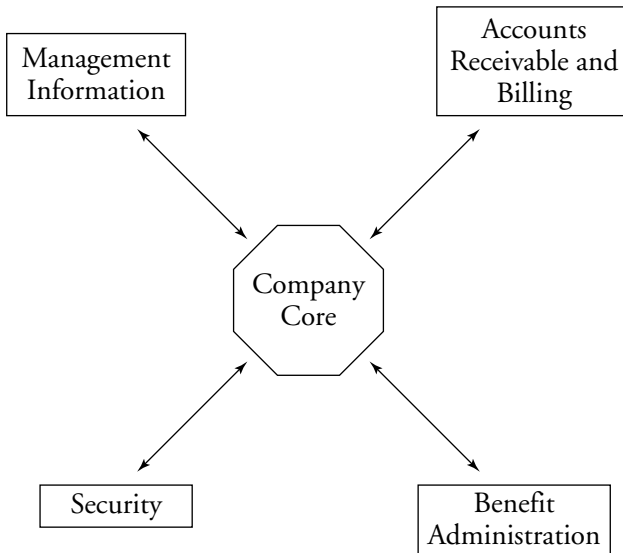 Management
Information
Accounts
Receivable and
Billing
Company
Core
Security
Benefit
Administration